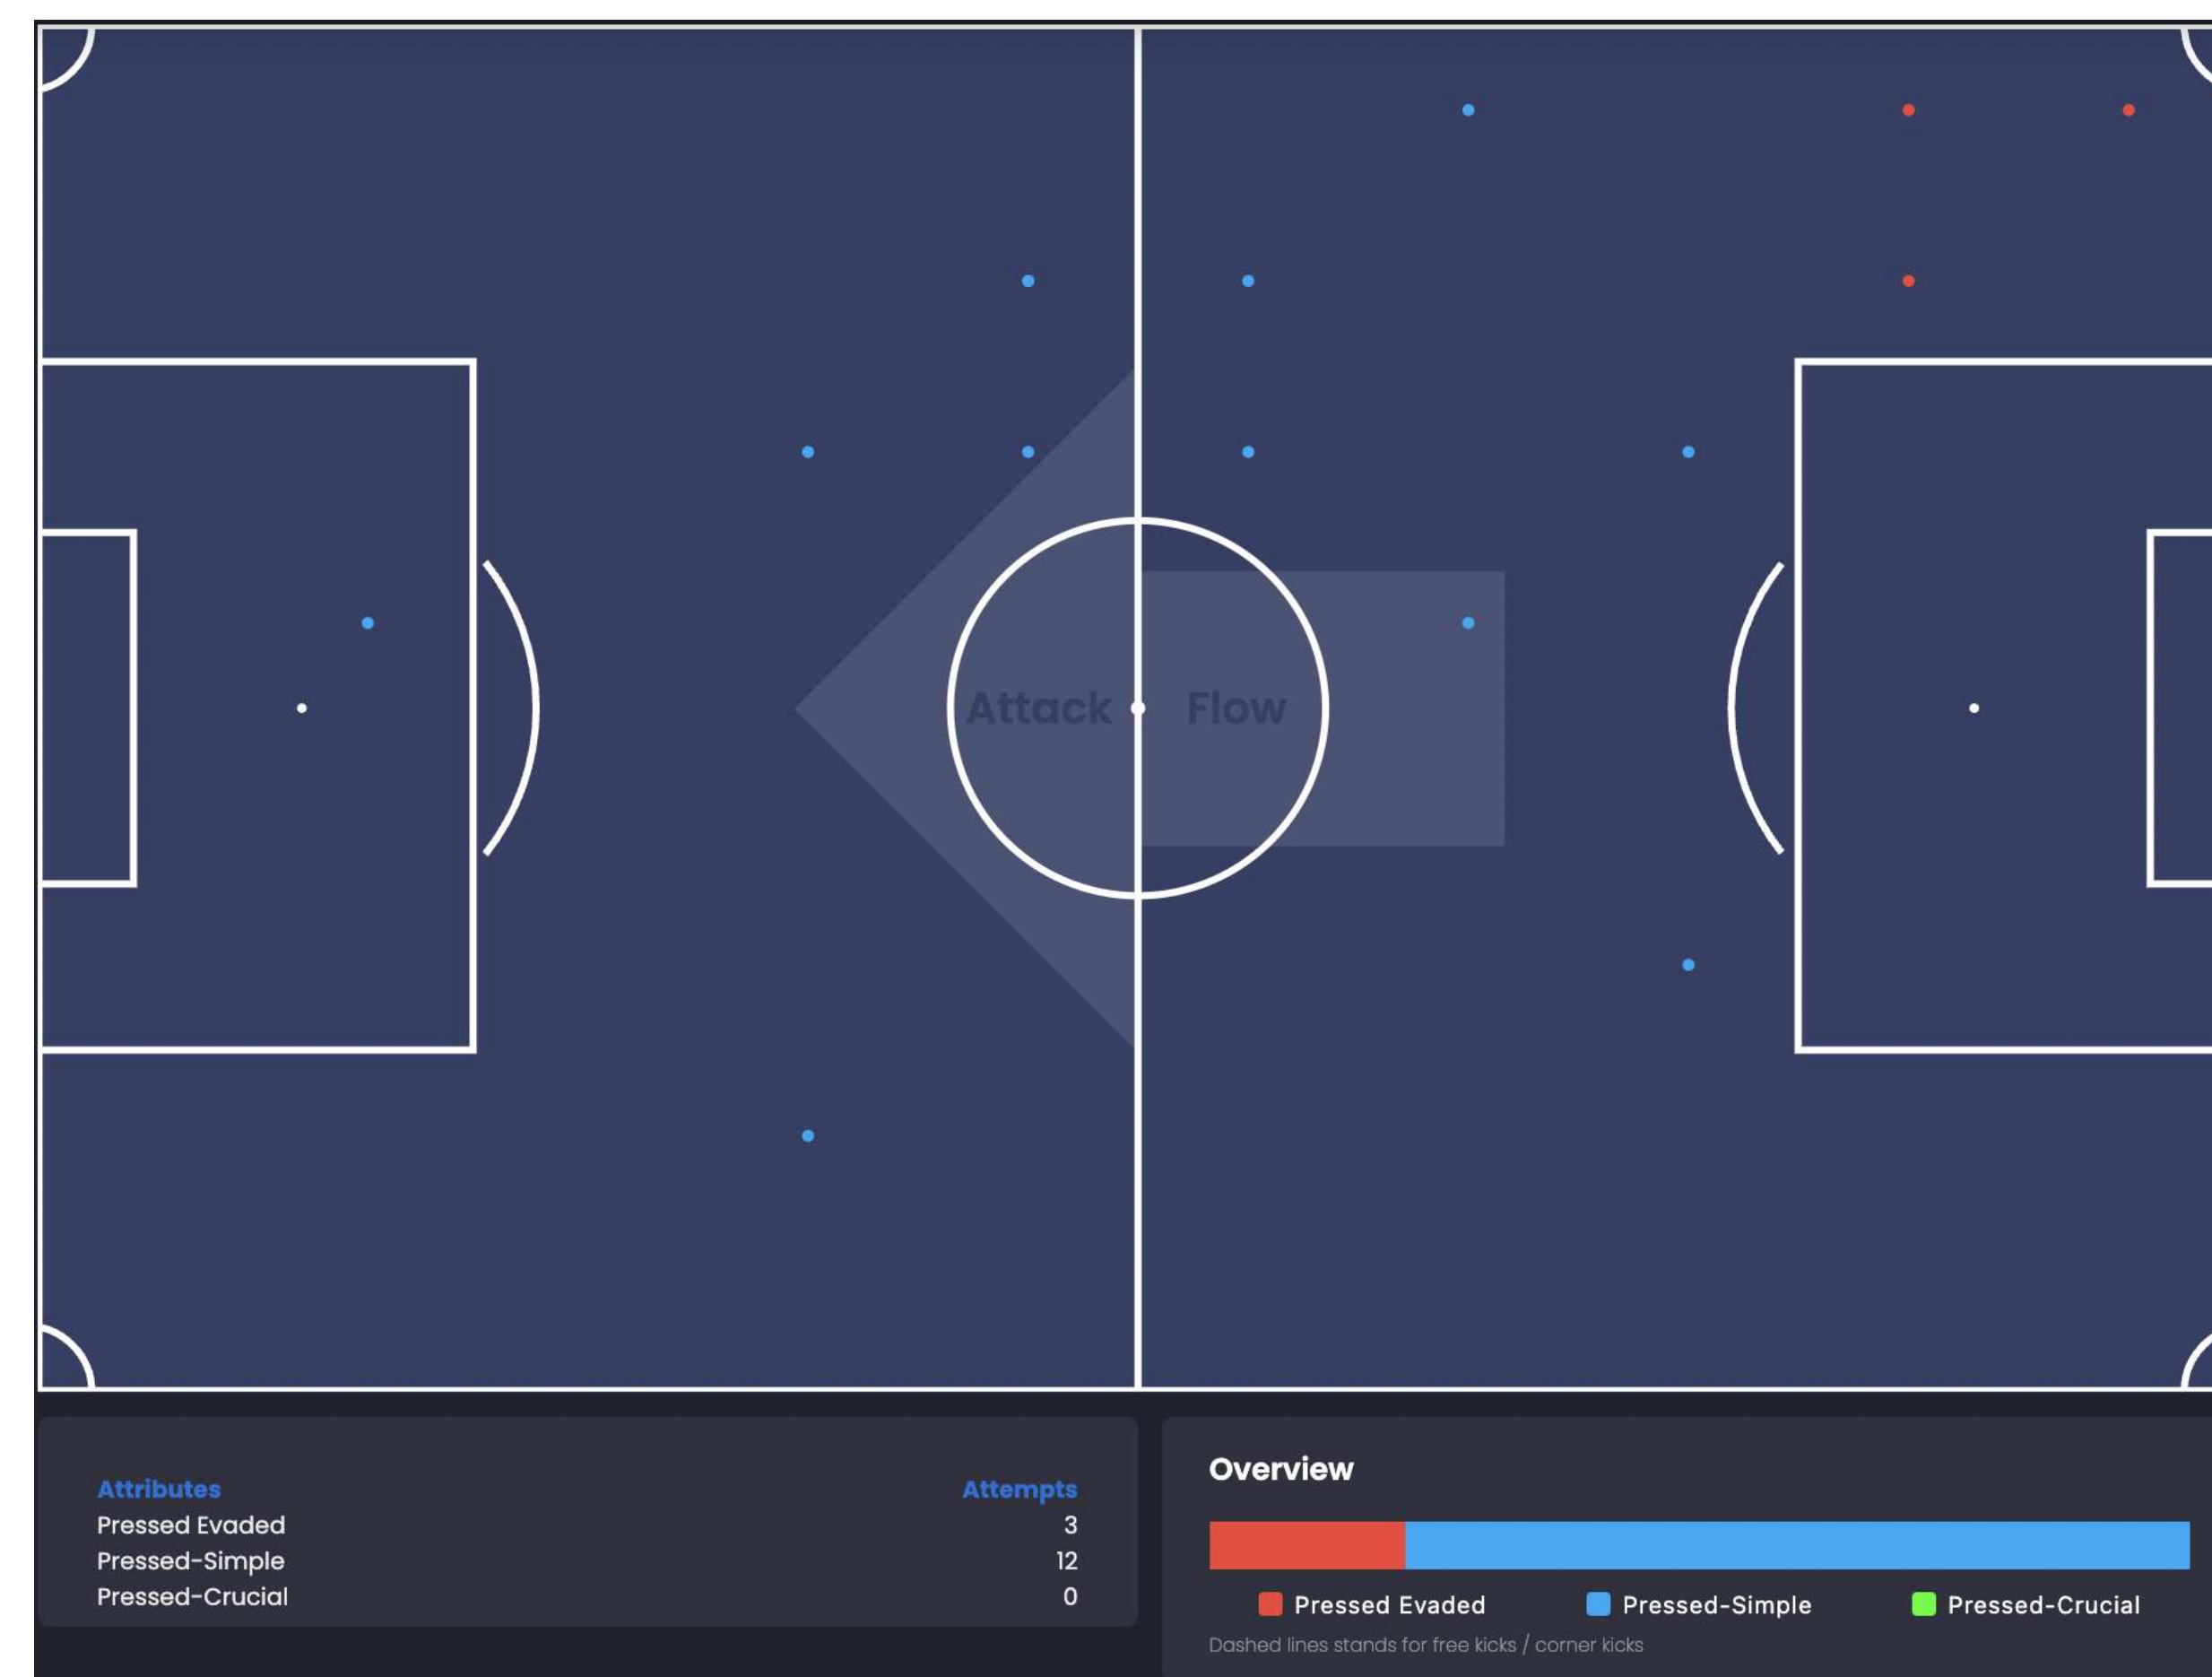 Attack Flow
Attributes Attempts
Pressed Evaded 3
Pressed-Simple 12
Pressed-Crucial 0
Overview
Pressed Evaded Pressed-Simple Pressed-Crucial
Dashed lines stands for free kicks / corner kicks